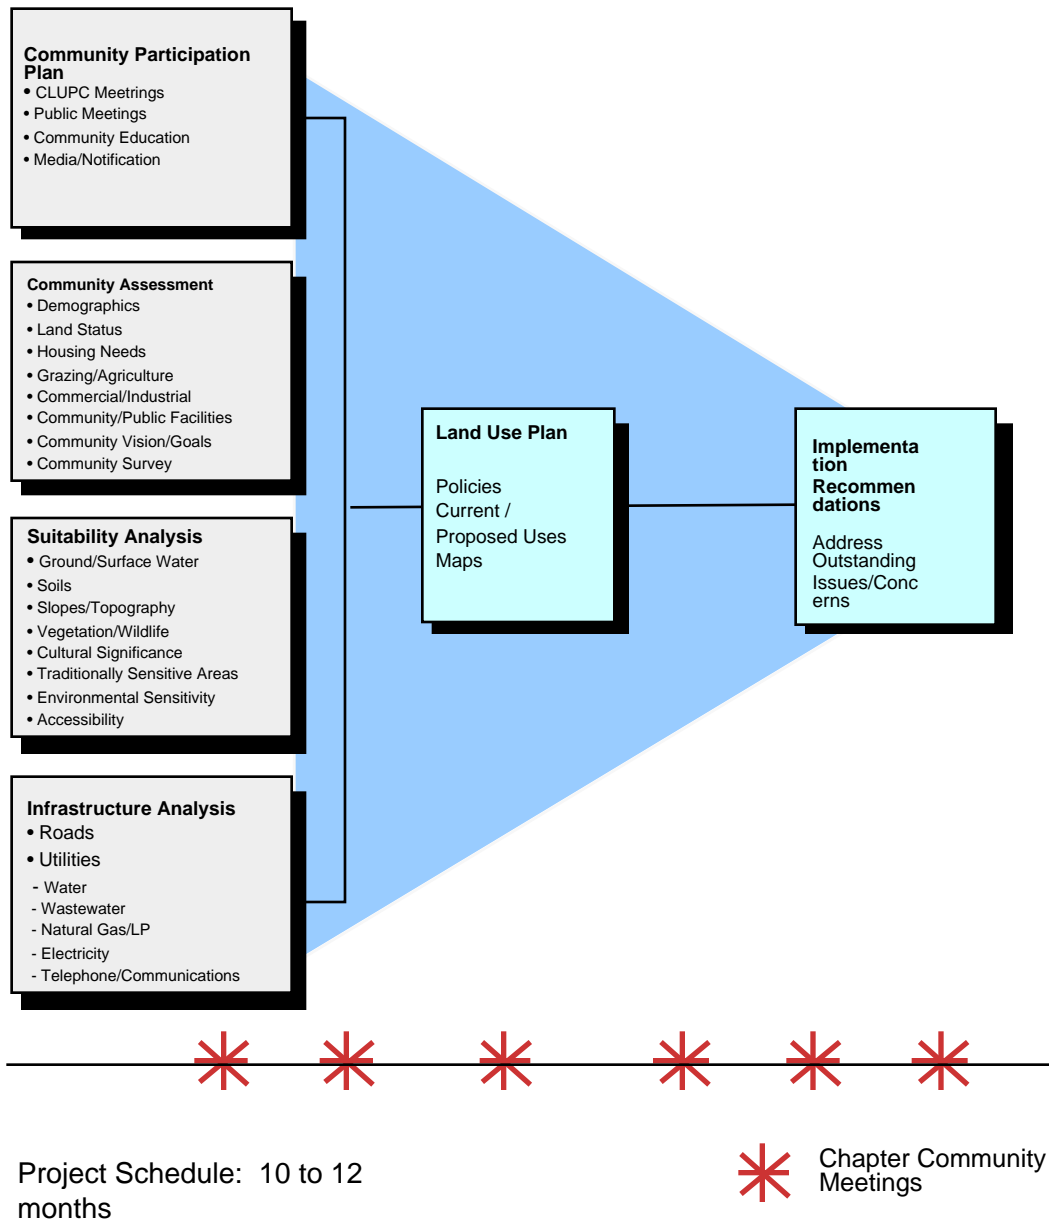 Community Participation
Plan
• CLUPC Meetrings
• Public Meetings
• Community Education
• Media/Notification
Community Assessment
• Demographics
• Land Status
• Housing Needs
• Grazing/Agriculture
• Commercial/Industrial
• Community/Public Facilities
• Community Vision/Goals
• Community Survey
Suitability Analysis
• Ground/Surface Water
• Soils
• Slopes/Topography
• Vegetation/Wildlife
• Cultural Significance
• Traditionally Sensitive Areas
• Environmental Sensitivity
• Accessibility
Infrastructure Analysis
• Roads
• Utilities
- Water
- Wastewater
- Natural Gas/LP
- Electricity
- Telephone/Communications
Land Use Plan
Policies
Current /
Proposed Uses
Maps
Implementa
tion
Recommen
dations
Address
Outstanding
Issues/Conc
erns
Project Schedule: 10 to 12
months
Chapter Community
Meetings